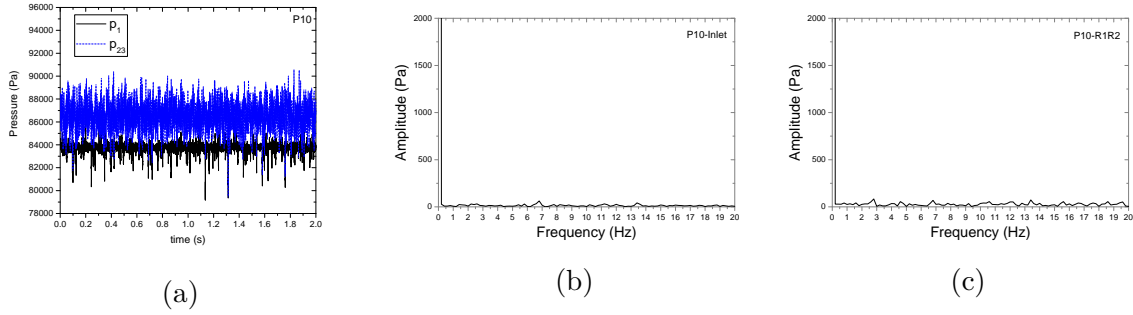 96000
94000
92000
90000
88000
86000
84000
82000
80000
78000
Pressure (Pa)
p1
p23
P10
0.0 0.2 0.4 0.6 0.8 1.0 1.2 1.4 1.6 1.8 2.0
time (s)
(a)
2000
1500
1000
500
0
Amplitude (Pa)
P10-Inlet
0 1 2 3 4 5 6 7 8 9 10 11 12 13 14 15 16 17 18 19 20
Frequency (Hz)
(b)
2000
1500
1000
500
0
Amplitude (Pa)
P10-R1R2
0 1 2 3 4 5 6 7 8 9 10 11 12 13 14 15 16 17 18 19 20
Frequency (Hz)
(c)